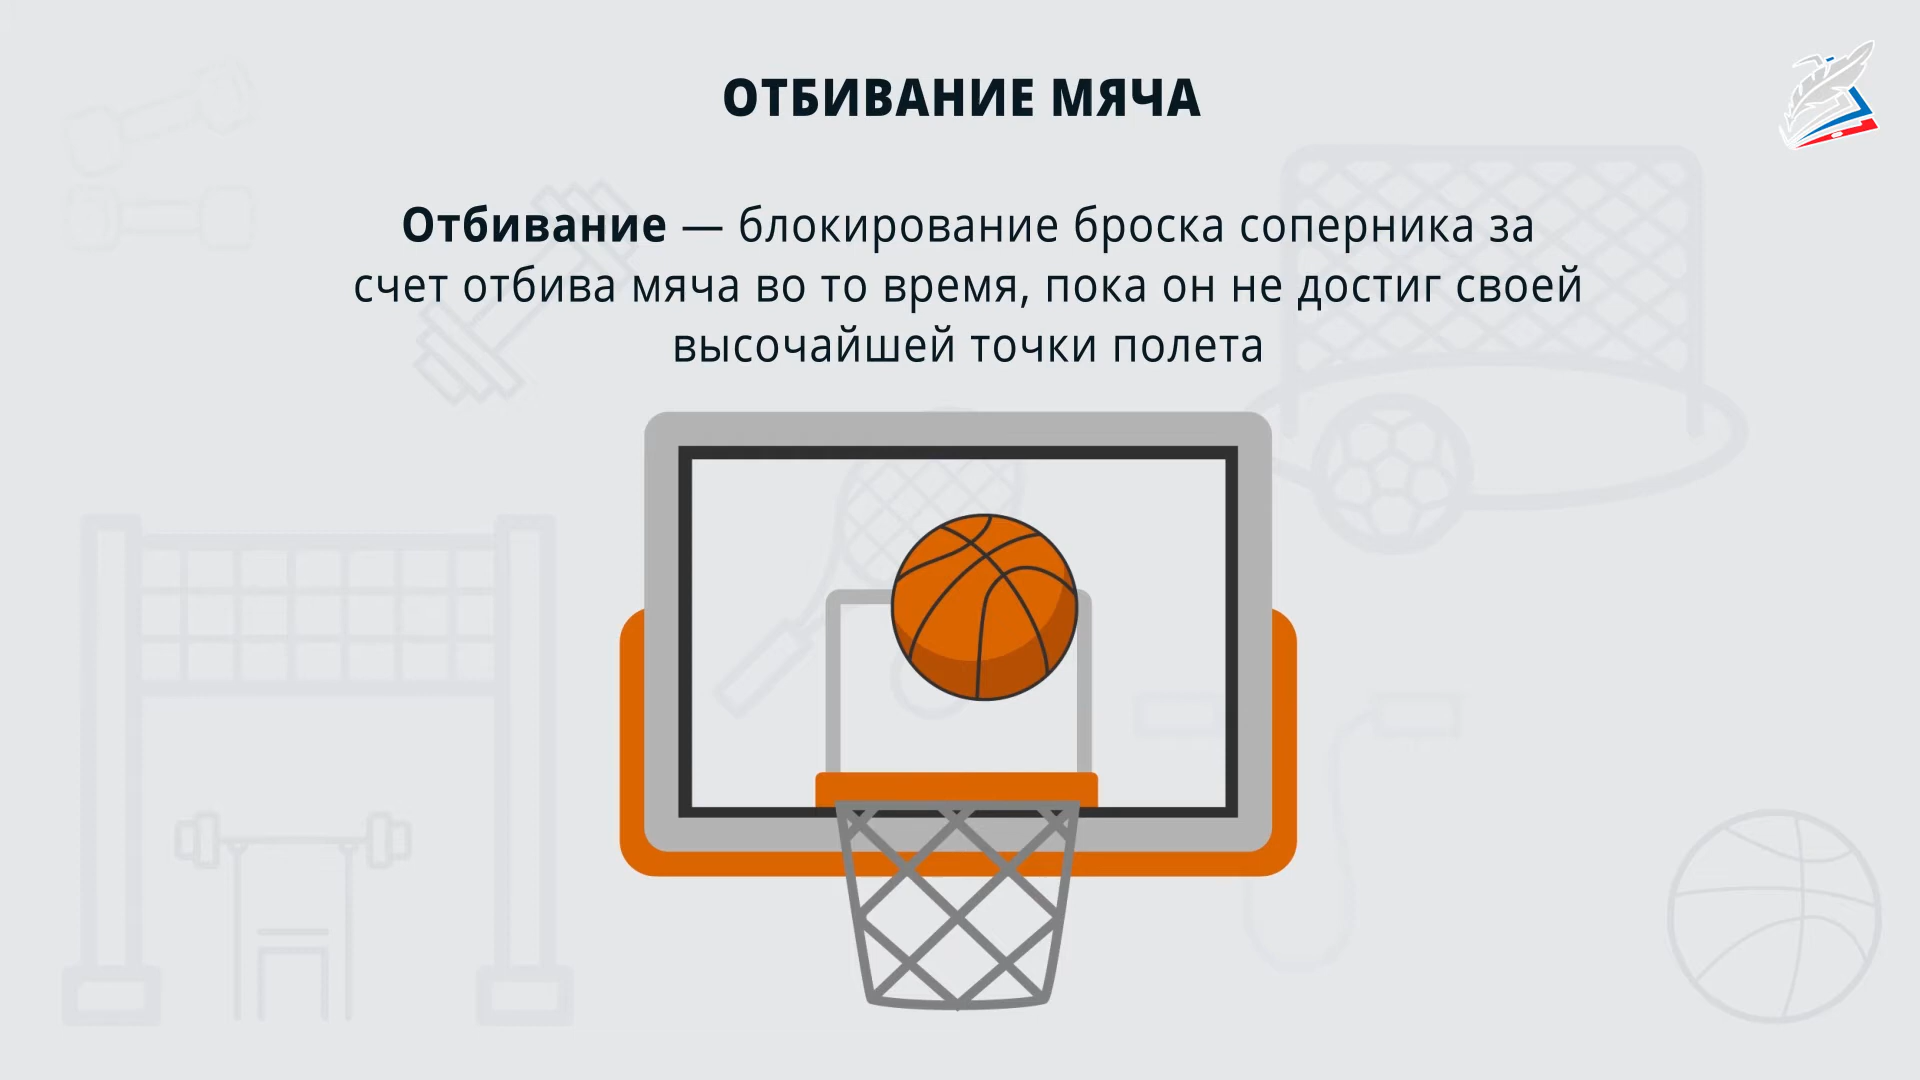 ОТБИВАНИЕ МЯЧА
Отбивание — блокирование броска соперника за
счет отбива мяча во то время, пока он не достиг своей
высочайшей точки полета